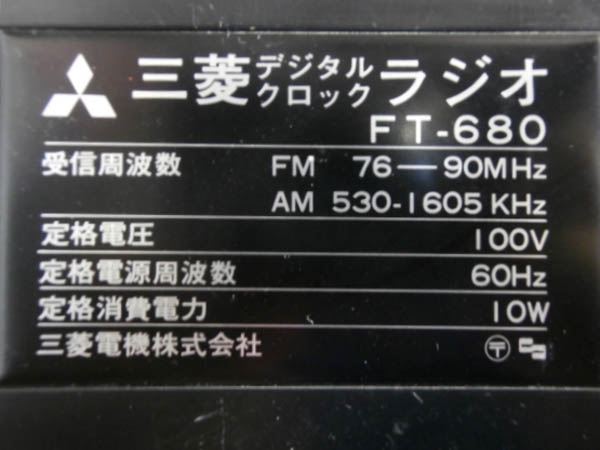 三菱デジタルクロックラジオ
FT-680
受信周波数 FM 76—90MHz
AM 530-1605 KHz
定格電圧 100V
定格電源周波数 60Hz
定格消費電力 10W
三菱電機株式会社 〒